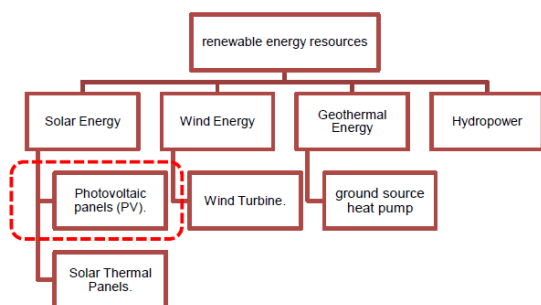 renewable energy resources
Solar Energy
Wind Energy
Geothermal
Energy
Hydropower
Photovoltaic
panels (PV).
Wind Turbine.
ground source
heat pump
Solar Thermal
Panels.